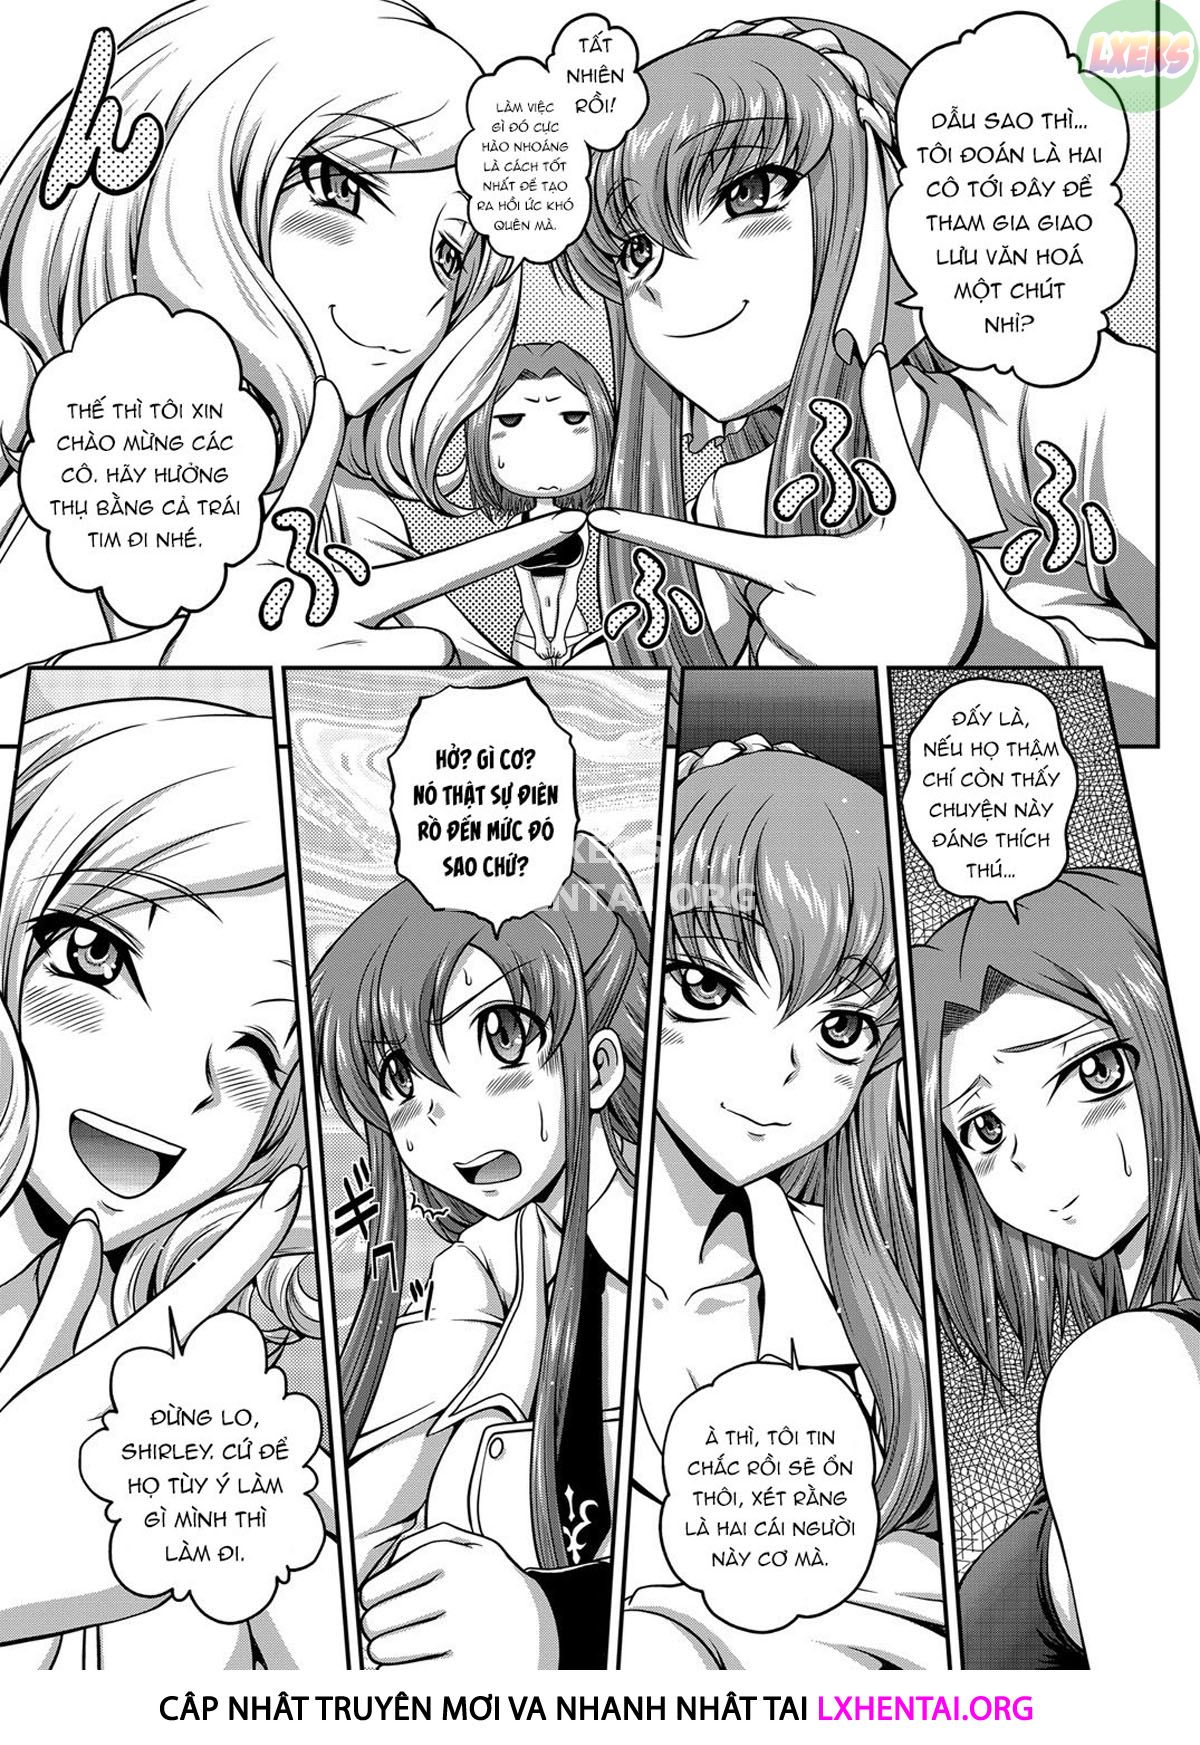 LXERS
DẪU SAO THÌ...
TÔI ĐOÁN LÀ HAI
CÔ TỚI ĐÂY ĐỂ
THAM GIA GIAO
LƯU VĂN HOÁ
MỘT CHÚT
NHỈ?
TẤT
NHIÊN
RỒI!
LÀM VIỆC
GÌ ĐÓ CỰC
HÀO NHOÁNG
LÀ CÁCH TỐT
NHẤT ĐỂ TẠO
RA HỒI ỨC KHÓ
QUÊN MÀ.
ん
THẾ THÌ TÔI XIN
CHÀO MỪNG CÁC
CÔ. HÃY HƯỞNG
THỤ BẰNG CẢ TRÁI
TIM ĐI NHÉ.
ふ
ふ
ふ
ふ
ĐẤY LÀ,
NẾU HỌ THẬM
CHÍ CÒN THẤY
CHUYỆN NÀY
ĐÁNG THÍCH
THÚ...
À THÌ, TÔI TIN
CHẮC RỒI SẼ ỔN
THÔI, XÉT RẰNG
LÀ HAI CÁI NGƯỜI
NÀY CƠ MÀ.
HỞ? GÌ CƠ?
NÓ THẬT SỰ ĐIÊN
RỒ ĐẾN MỨC ĐÓ
SAO CHỨ?
ĐỪNG LO,
SHIRLEY. CỨ ĐỂ
HỌ TÙY Ý LÀM
GÌ MÌNH THÌ
LÀM ĐI.
CẬP NHẬT TRUYỆN MỚI VÀ NHANH NHẤT TẠI LXHENTAI.ORG